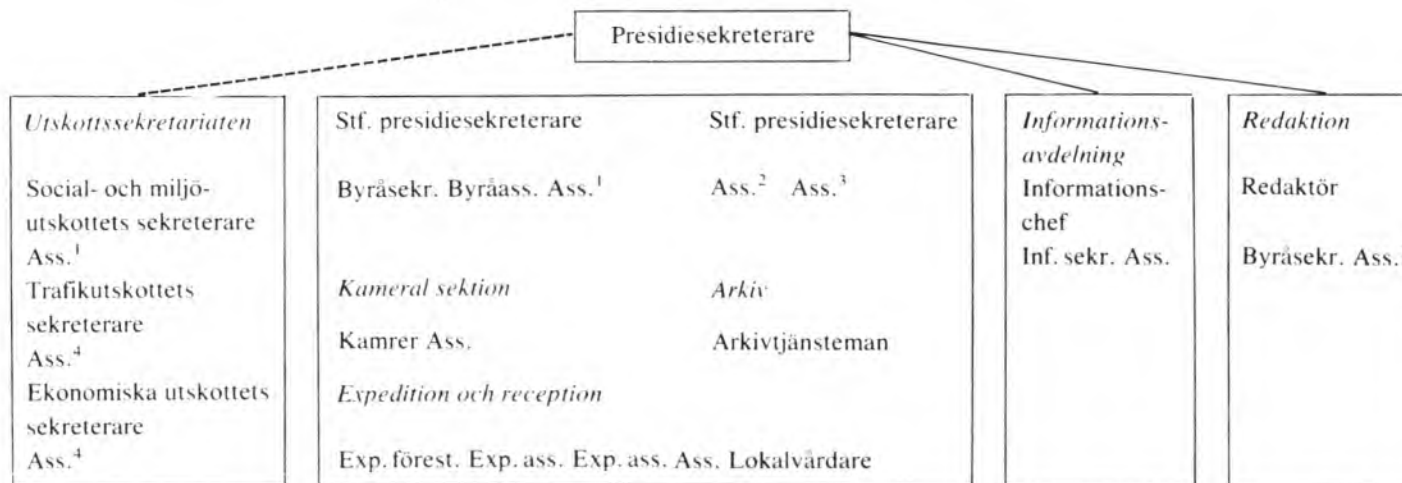 Presidiesekreterare
Utskottssekretariaten
Social- och miljö-
utskottets sekreterare
Ass.¹
Trafikutskottets
sekreterare
Ass.⁴
Ekonomiska utskottets
sekreterare
Ass.⁴
Stf. presidiesekreterare Stf. presidiesekreterare
Byråsekr. Byråass. Ass.¹ Ass.² Ass.³
Kameral sektion Arkiv
Kamrer Ass. Arkivtjänsteman
Expedition och reception
Exp. förest. Exp. ass. Exp. ass. Ass. Lokalvårdare
Informations-
avdelning
Informations-
chef
Inf. sekr. Ass.
Redaktion
Redaktör
Byråsekr. Ass.